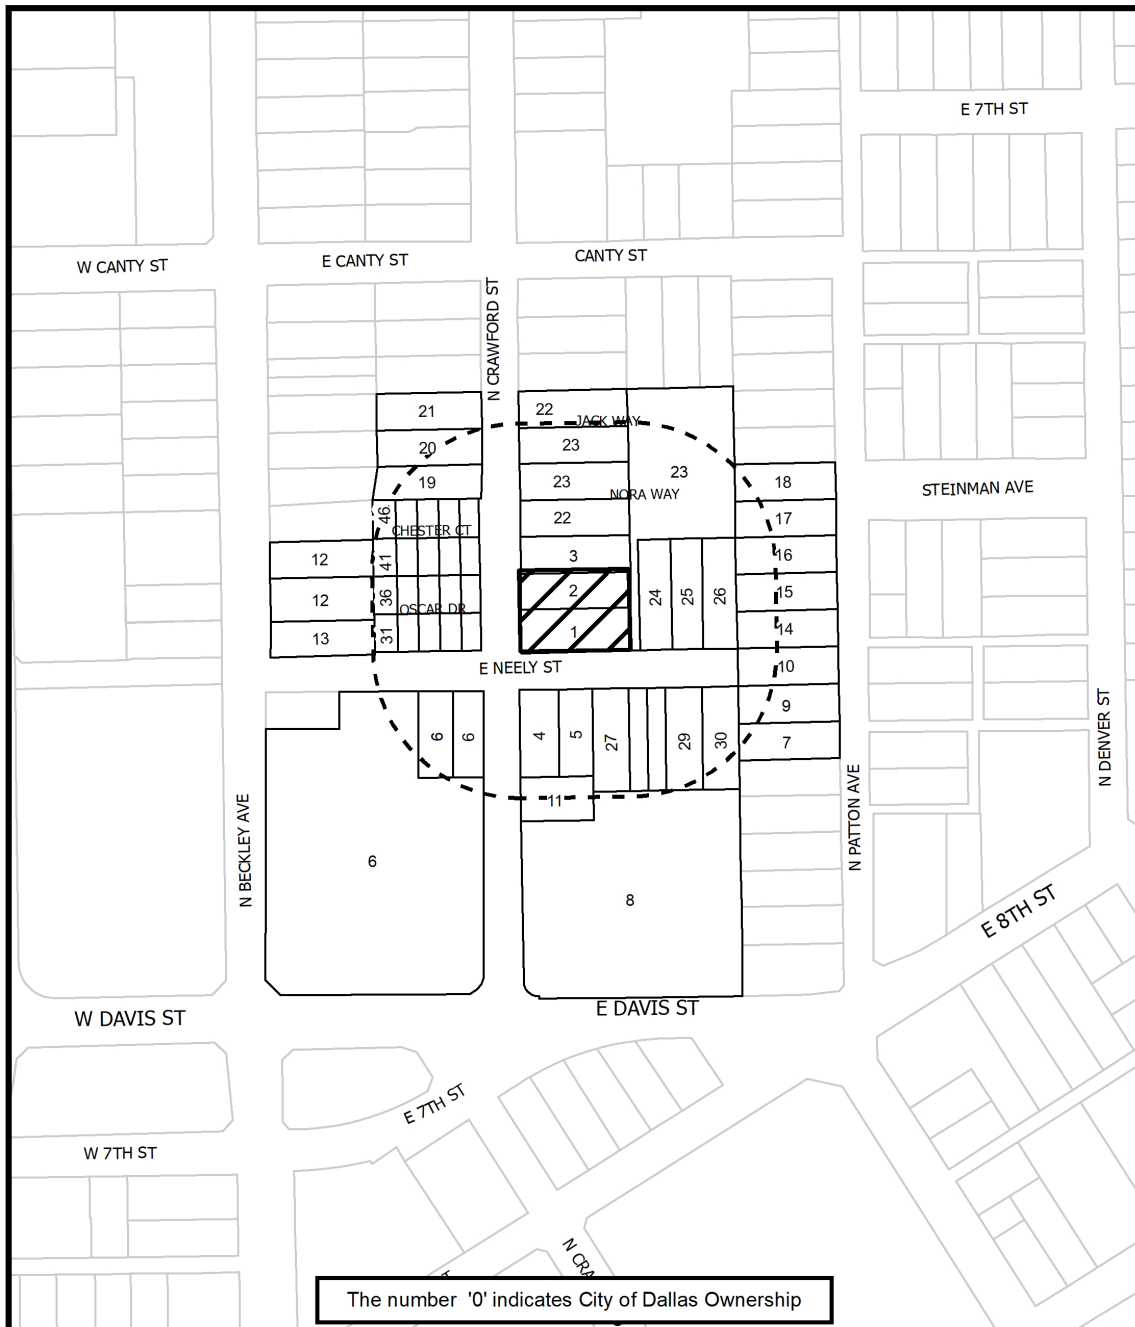 E 7TH ST
W CANTY ST
E CANTY ST
CANTY ST
N CRAWFORD ST
21
22
JACK WAY
20
23
19
23
23
18
NORA WAY
STEINMAN AVE
46
CHESTER CT
22
17
12
41
3
16
12
36
OSCAR DR
2
24
25
26
15
13
31
1
14
E NEELY ST
10
6
6
4
5
27
29
30
9
7
N DENVER ST
11
N BECKLEY AVE
N PATTON AVE
6
8
E 8TH ST
W DAVIS ST
E DAVIS ST
E 7TH ST
W 7TH ST
N CRA
The number '0' indicates City of Dallas Ownership